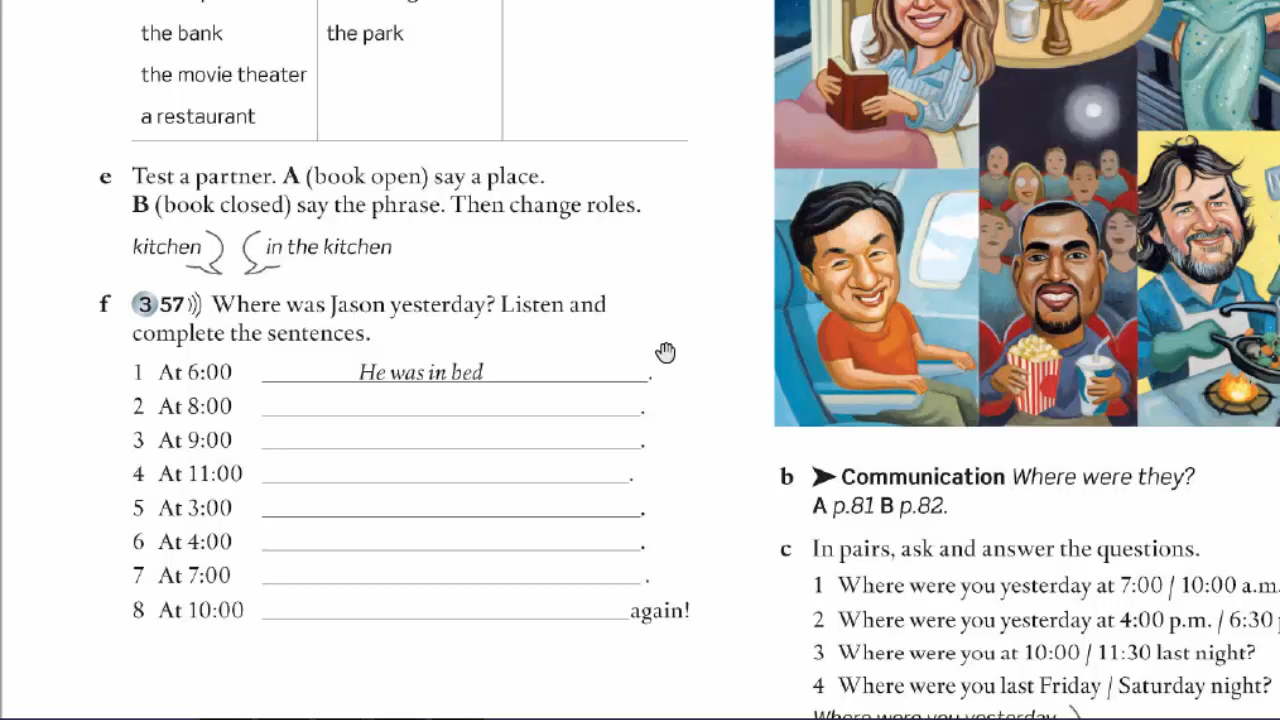 the bank
the park
the movie theater
a restaurant
e Test a partner. A (book open) say a place.
B (book closed) say the phrase. Then change roles.
kitchen in the kitchen
f 3 57))) Where was Jason yesterday? Listen and
complete the sentences.
1 At 6:00 He was in bed.
2 At 8:00 .
3 At 9:00 .
4 At 11:00 .
5 At 3:00 .
6 At 4:00 .
7 At 7:00 .
8 At 10:00 again!
b ➤ Communication Where were they?
A p.81 B p.82.
c In pairs, ask and answer the questions.
1 Where were you yesterday at 7:00 / 10:00 a.m.
2 Where were you yesterday at 4:00 p.m. / 6:30
3 Where were you at 10:00 / 11:30 last night?
4 Where were you last Friday / Saturday night?
Where were you yesterday